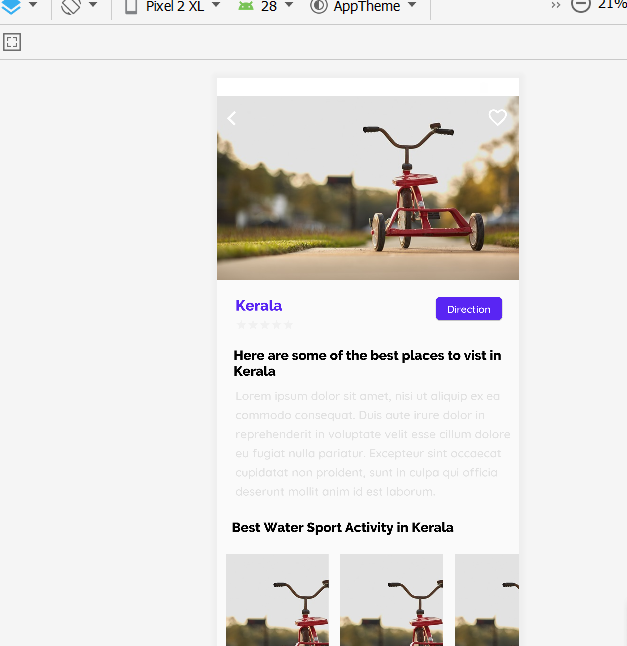 Pixel 2 XL
28
AppTheme
21%
Kerala
Direction
Here are some of the best places to vist in
Kerala
Lorem ipsum dolor sit amet, nisi ut aliquip ex ea
commodo consequat. Duis aute irure dolor in
reprehenderit in voluptate velit esse cillum dolore
eu fugiat nulla pariatur. Excepteur sint occaecat
cupidatat non proident, sunt in culpa qui officia
deserunt mollit anim id est laborum.
Best Water Sport Activity in Kerala